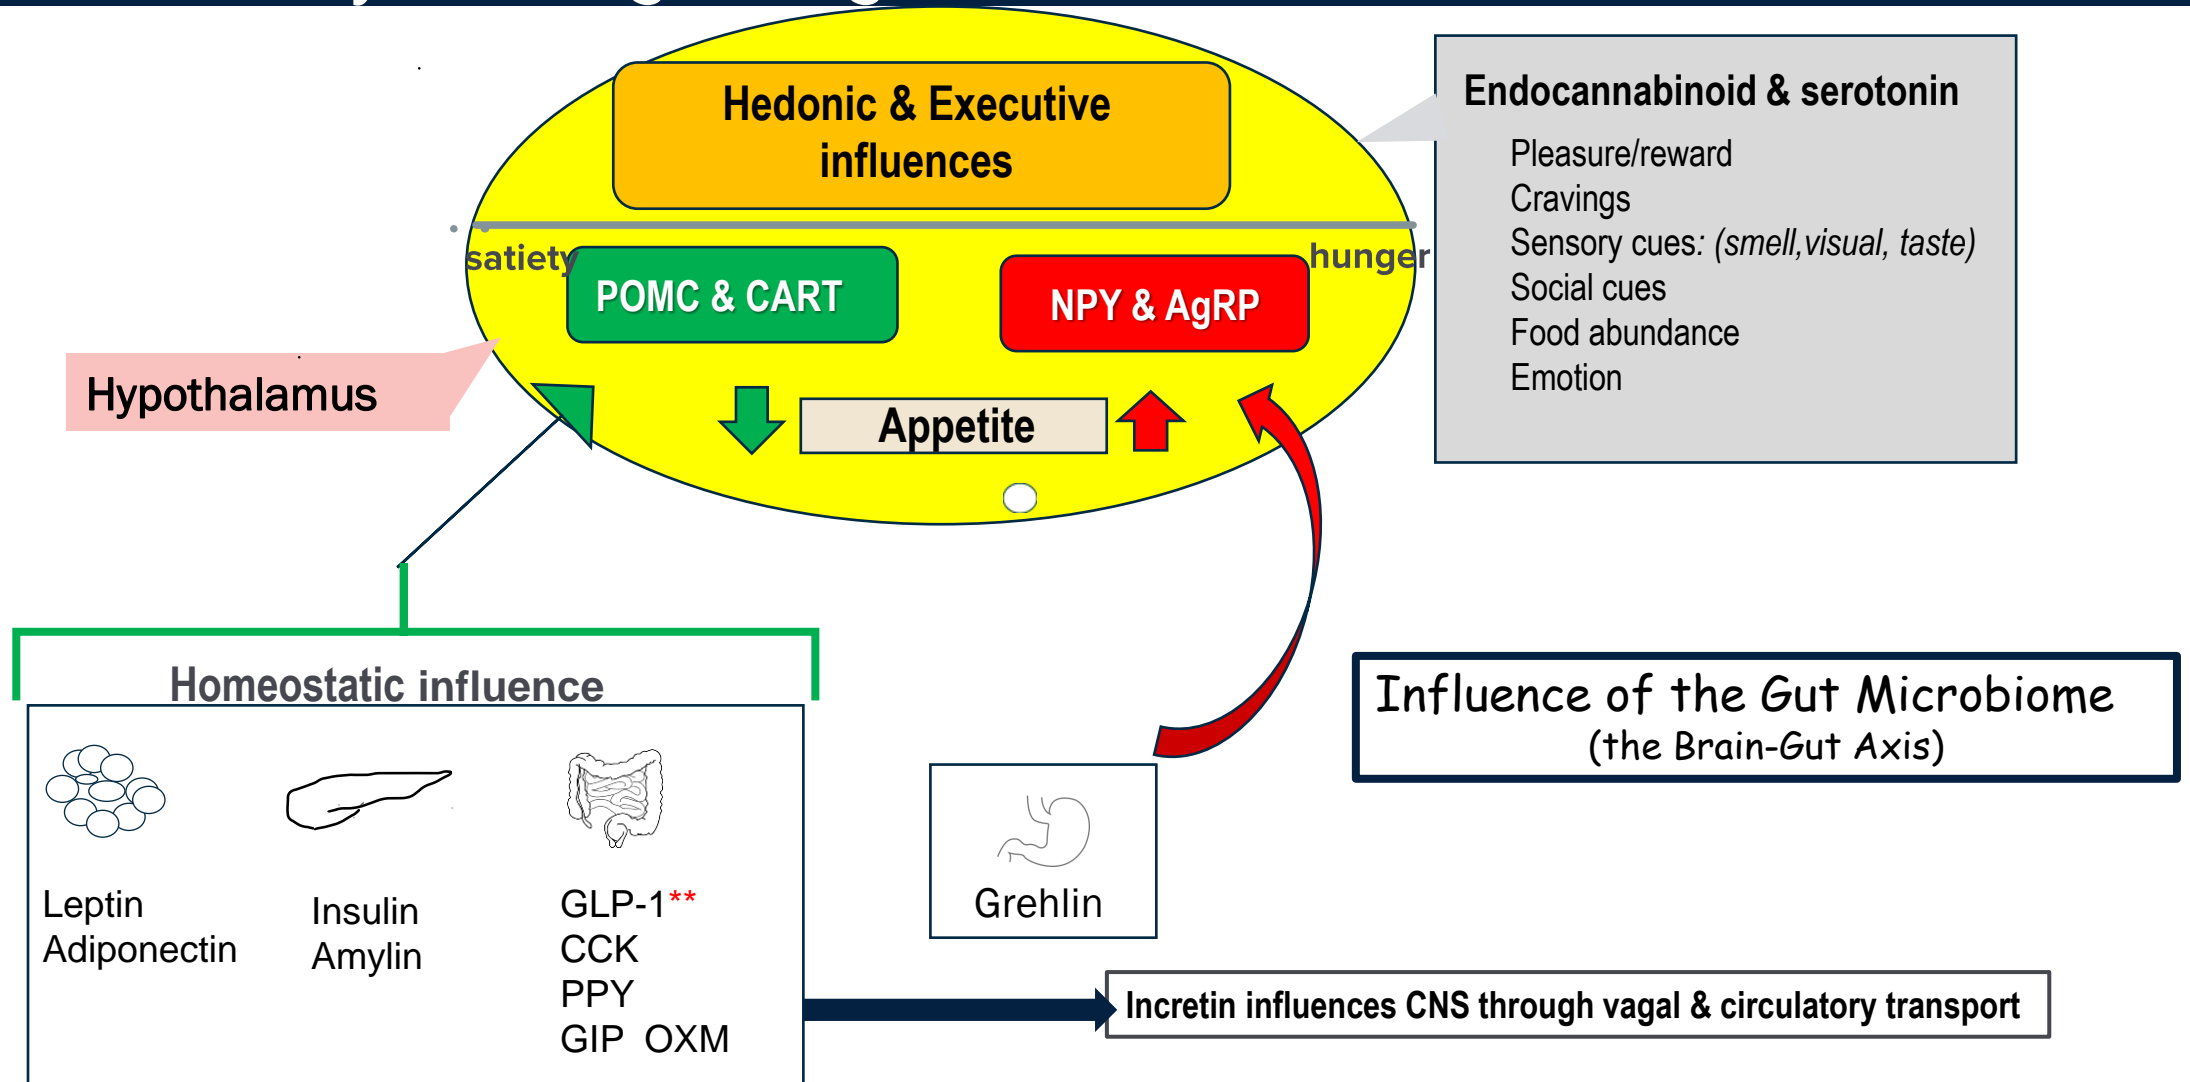 Hedonic & Executive
influences
satiety
hunger
POMC & CART
NPY & AgRP
Appetite
Hypothalamus
Endocannabinoid & serotonin
Pleasure/reward
Cravings
Sensory cues: (smell,visual, taste)
Social cues
Food abundance
Emotion
Homeostatic influence
Leptin
Adiponectin
Insulin
Amylin
GLP-1**
CCK
PPY
GIP OXM
Grehlin
Influence of the Gut Microbiome
(the Brain-Gut Axis)
Incretin influences CNS through vagal & circulatory transport